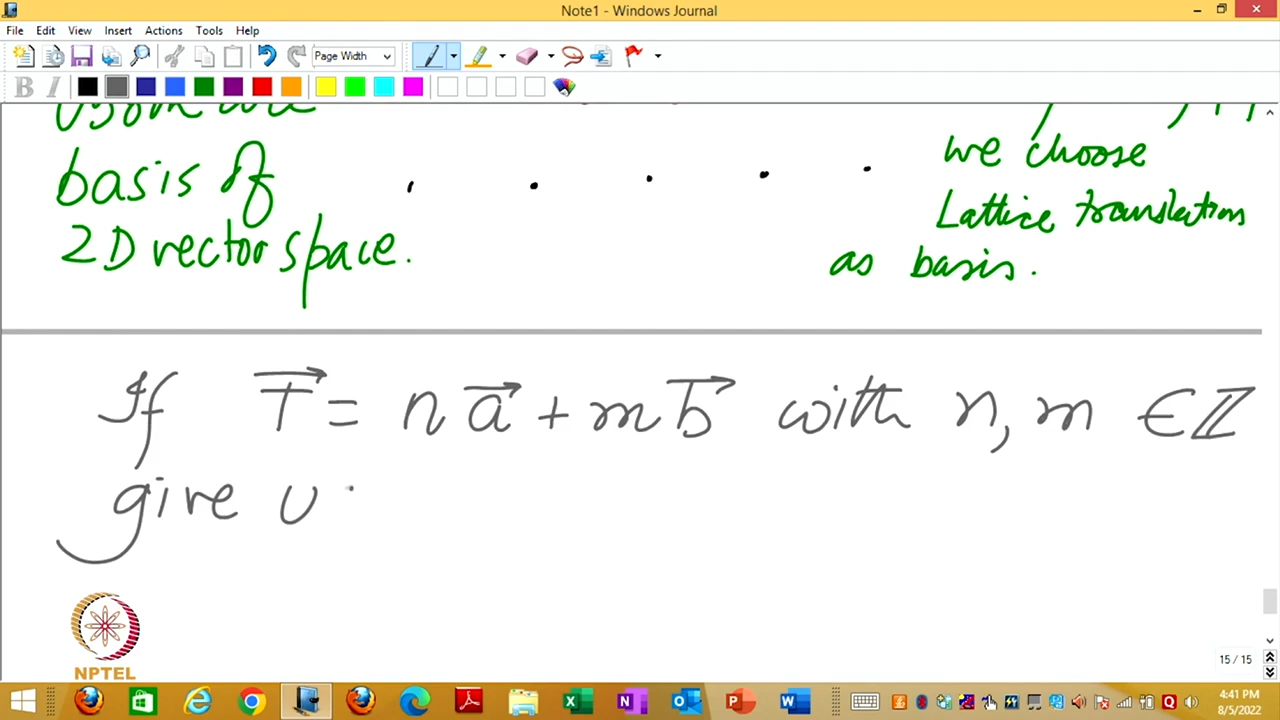 Note1 - Windows Journal
File Edit View Insert Actions Tools Help
Page Width
B I
basis of
2D vector space.
we choose
Lattice translation
as basis.
If T⃗ = n a⃗ + m b⃗ with n, m ∈ ℤ
give u
NPTEL
15 / 15
4:41 PM
8/5/2022